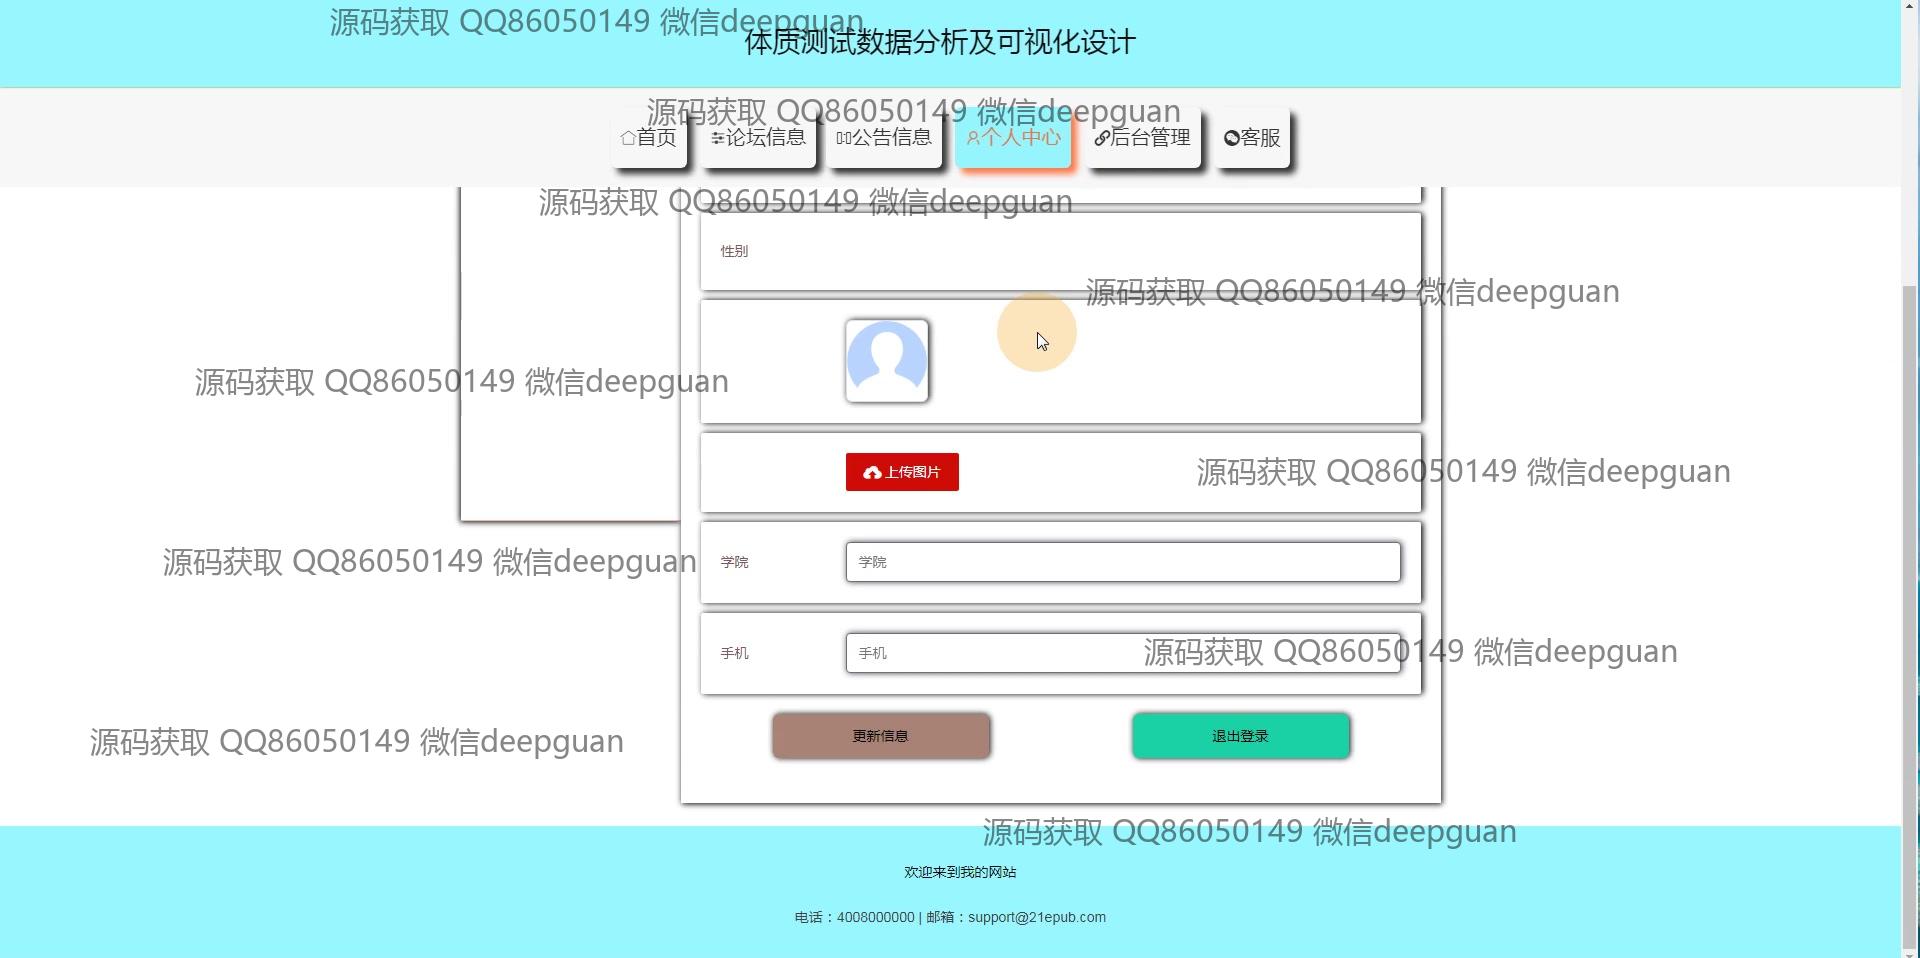 源码获取 QQ86050149 微信deepguan
体质测试数据分析及可视化设计
源码获取 QQ86050149 微信deepguan
首页 论坛信息 公告信息 个人中心 后台管理 客服
源码获取 QQ86050149 微信deepguan
性别
源码获取 QQ86050149 微信deepguan
源码获取 QQ86050149 微信deepguan
上传图片
源码获取 QQ86050149 微信deepguan
源码获取 QQ86050149 微信deepguan
学院 学院
手机 手机
源码获取 QQ86050149 微信deepguan
更新信息 退出登录
源码获取 QQ86050149 微信deepguan
源码获取 QQ86050149 微信deepguan
欢迎来到我的网站
电话：4008000000 | 邮箱：support@21epub.com